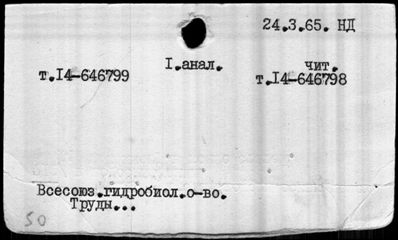 24.3.65. НД
I.анал. чит.
т.I4-646799 т.I4-646798
Всесоюз.гидробиол.о-во.
Труды...
50